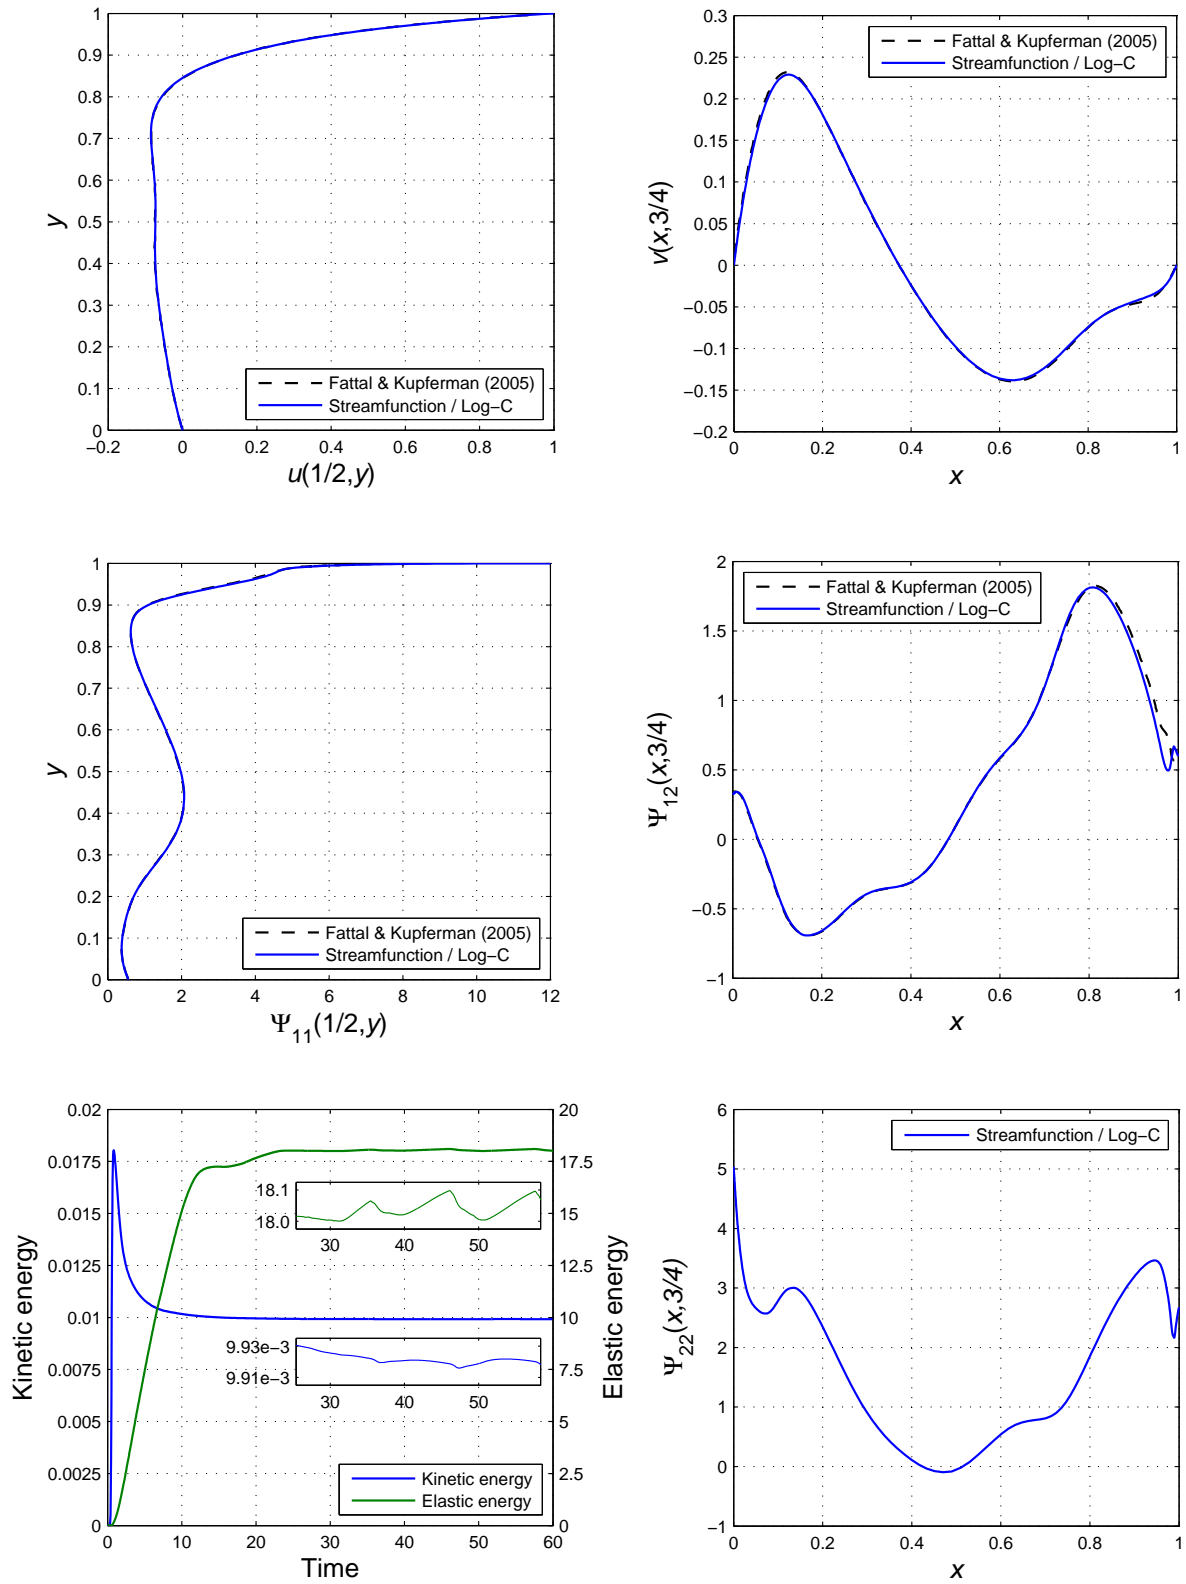 1
0.9
0.8
0.7
0.6
0.5
0.4
0.3
0.2
0.1
0
y
−0.2 0 0.2 0.4 0.6 0.8 1
u(1/2,y)
Fattal & Kupferman (2005)
Streamfunction / Log−C
0.3
0.25
0.2
0.15
0.1
0.05
0
−0.05
−0.1
−0.15
−0.2
v(x,3/4)
0 0.2 0.4 0.6 0.8 1
x
Fattal & Kupferman (2005)
Streamfunction / Log−C
1
0.9
0.8
0.7
0.6
0.5
0.4
0.3
0.2
0.1
0
y
0 2 4 6 8 10 12
Ψ11(1/2,y)
Fattal & Kupferman (2005)
Streamfunction / Log−C
2
1.5
1
0.5
0
−0.5
−1
Ψ12(x,3/4)
0 0.2 0.4 0.6 0.8 1
x
Fattal & Kupferman (2005)
Streamfunction / Log−C
0.02
0.0175
0.015
0.0125
0.01
0.0075
0.005
0.0025
0
Kinetic energy
20
17.5
15
12.5
10
7.5
5
2.5
0
Elastic energy
18.1
18.0
30 40 50
9.93e−3
9.91e−3
30 40 50
Kinetic energy
Elastic energy
0 10 20 30 40 50 60
Time
6
5
4
3
2
1
0
−1
Ψ22(x,3/4)
Streamfunction / Log−C
0 0.2 0.4 0.6 0.8 1
x